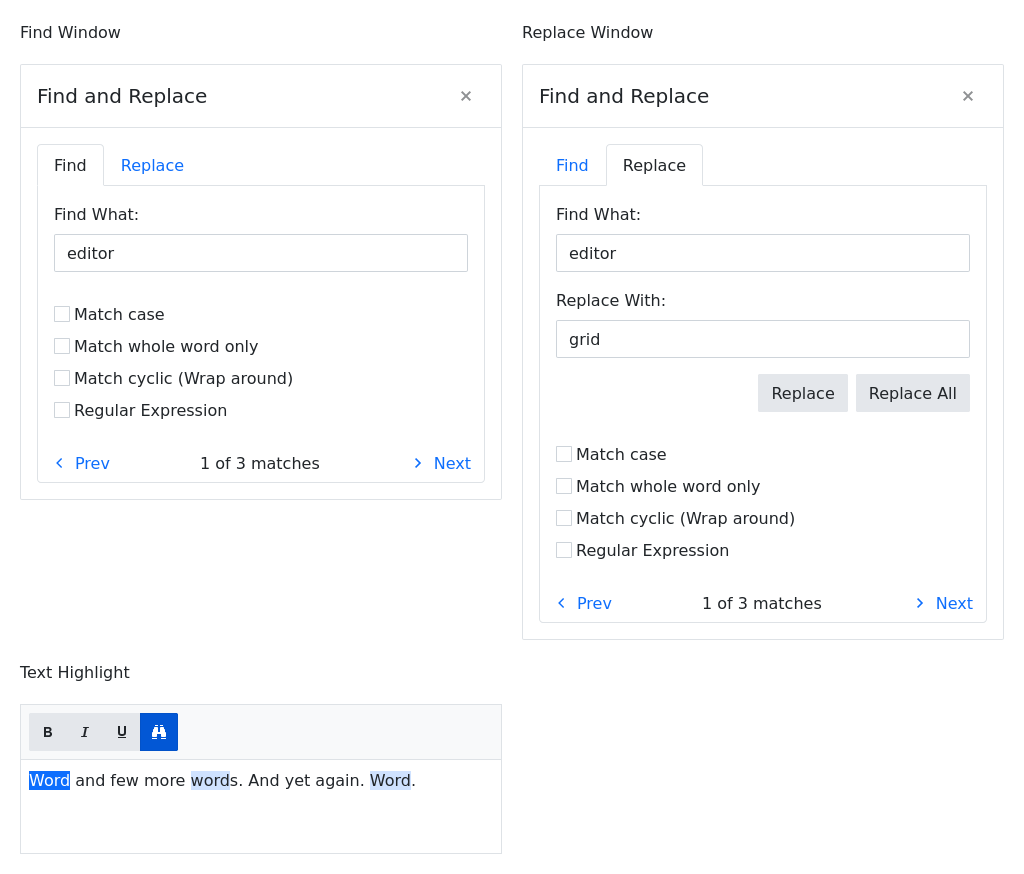 Find Window
Find and Replace
Find Replace
Find What:
editor
Match case
Match whole word only
Match cyclic (Wrap around)
Regular Expression
Prev 1 of 3 matches Next
Replace Window
Find and Replace
Find Replace
Find What:
editor
Replace With:
grid
Replace Replace All
Match case
Match whole word only
Match cyclic (Wrap around)
Regular Expression
Prev 1 of 3 matches Next
Text Highlight
B I U
Word and few more words. And yet again. Word.